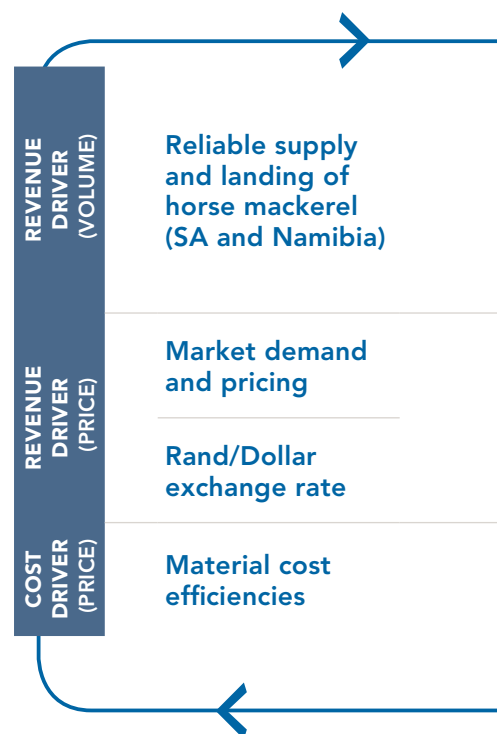 REVENUE
DRIVER
(VOLUME)
Reliable supply
and landing of
horse mackerel
(SA and Namibia)
REVENUE
DRIVER
(PRICE)
Market demand
and pricing
Rand/Dollar
exchange rate
COST
DRIVER
(PRICE)
Material cost
efficiencies